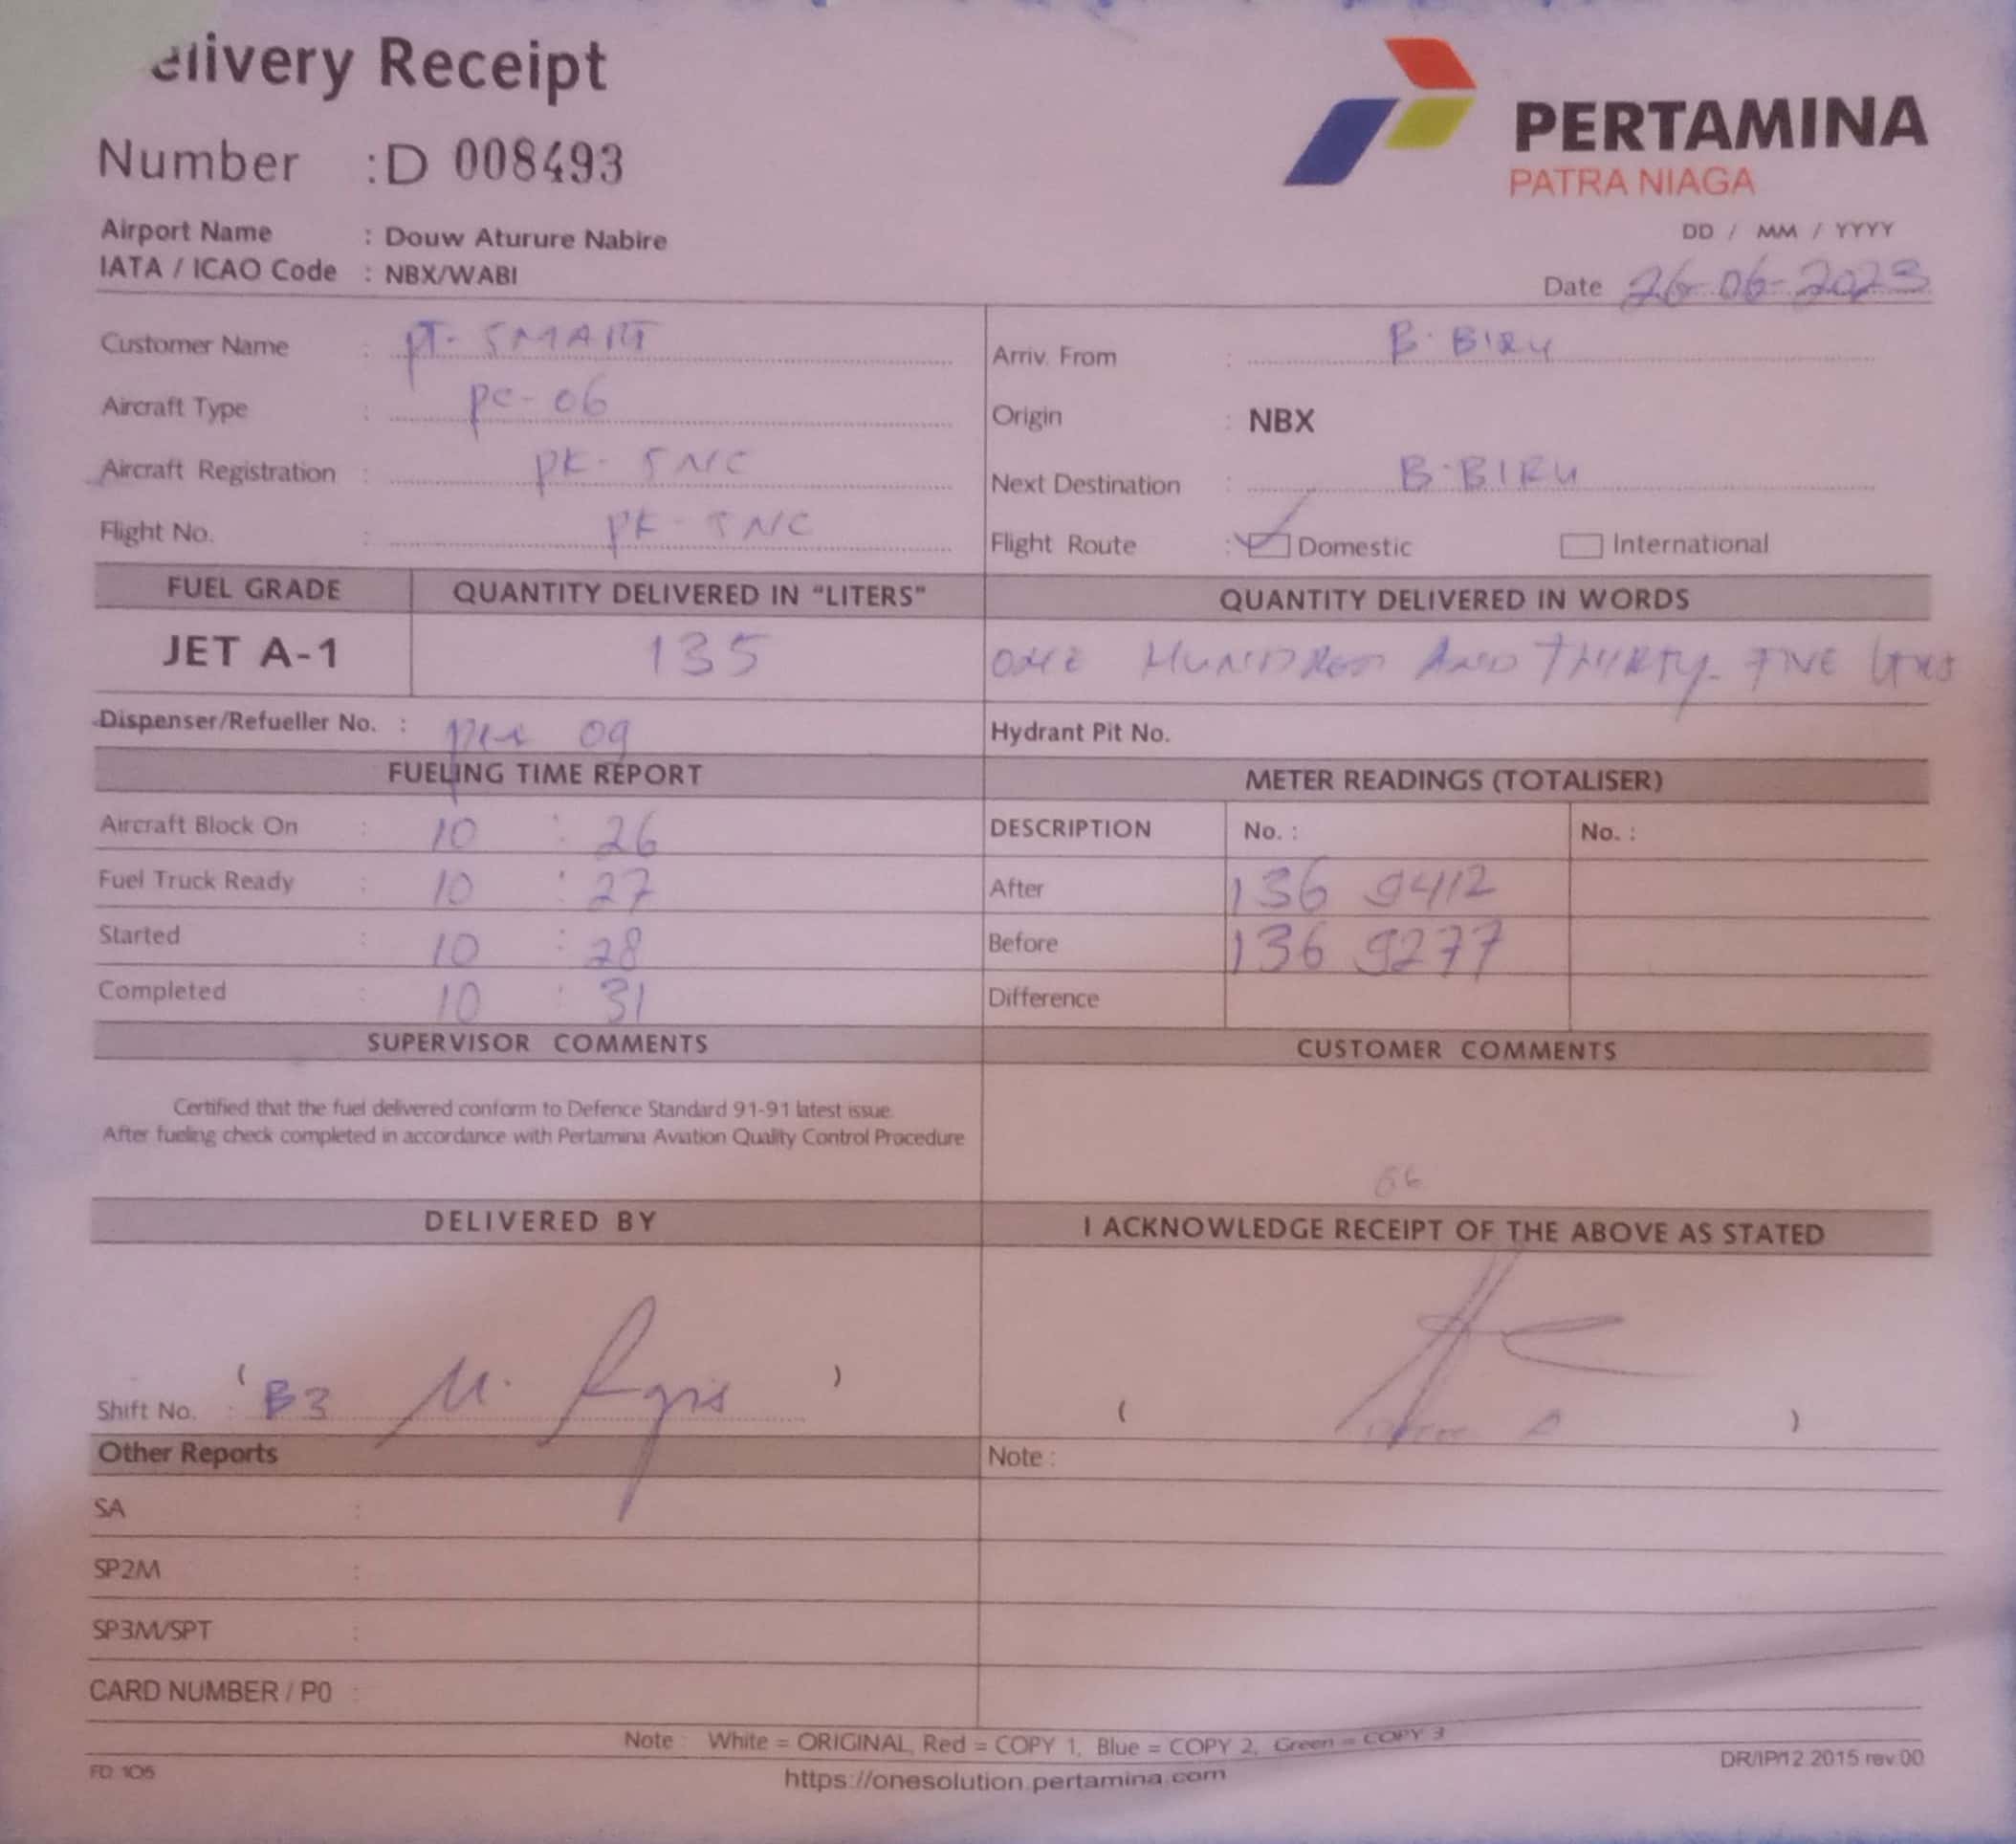 elivery Receipt
PERTAMINA
PATRA NIAGA
Number : D 008493
Airport Name : Douw Aturure Nabire
IATA / ICAO Code : NBX/WABI
DD / MM / YYYY
Date 26-06-2023
Customer Name : PT. SMART
Arriv. From : B. BIRU
Aircraft Type : PC-06
Origin : NBX
Aircraft Registration : PK- SNC
Next Destination : B. BIRU
Flight No. : PK - SNC
Flight Route : Domestic International
FUEL GRADE QUANTITY DELIVERED IN “LITERS” QUANTITY DELIVERED IN WORDS
JET A-1 135 ONE HUNDRED AND THIRTY FIVE
Dispenser/Refueller No. : 09 Hydrant Pit No.
FUELING TIME REPORT METER READINGS (TOTALISER)
Aircraft Block On : 10 : 26 DESCRIPTION No. : No. :
Fuel Truck Ready : 10 : 27 After 136 9412
Started : 10 : 28 Before 136 9277
Completed : 10 : 31 Difference
SUPERVISOR COMMENTS CUSTOMER COMMENTS
Certified that the fuel delivered conform to Defence Standard 91-91 latest issue.
After fueling check completed in accordance with Pertamina Aviation Quality Control Procedure
DELIVERED BY I ACKNOWLEDGE RECEIPT OF THE ABOVE AS STATED
Shift No. : ( B3 M. ) ( )
Other Reports Note :
SA :
SP2M :
SP3M/SPT :
CARD NUMBER / P0 :
Note : White = ORIGINAL, Red = COPY 1, Blue = COPY 2, Green = COPY 3
FD 105 https://onesolution.pertamina.com DR/IP/12 2015 rev.00